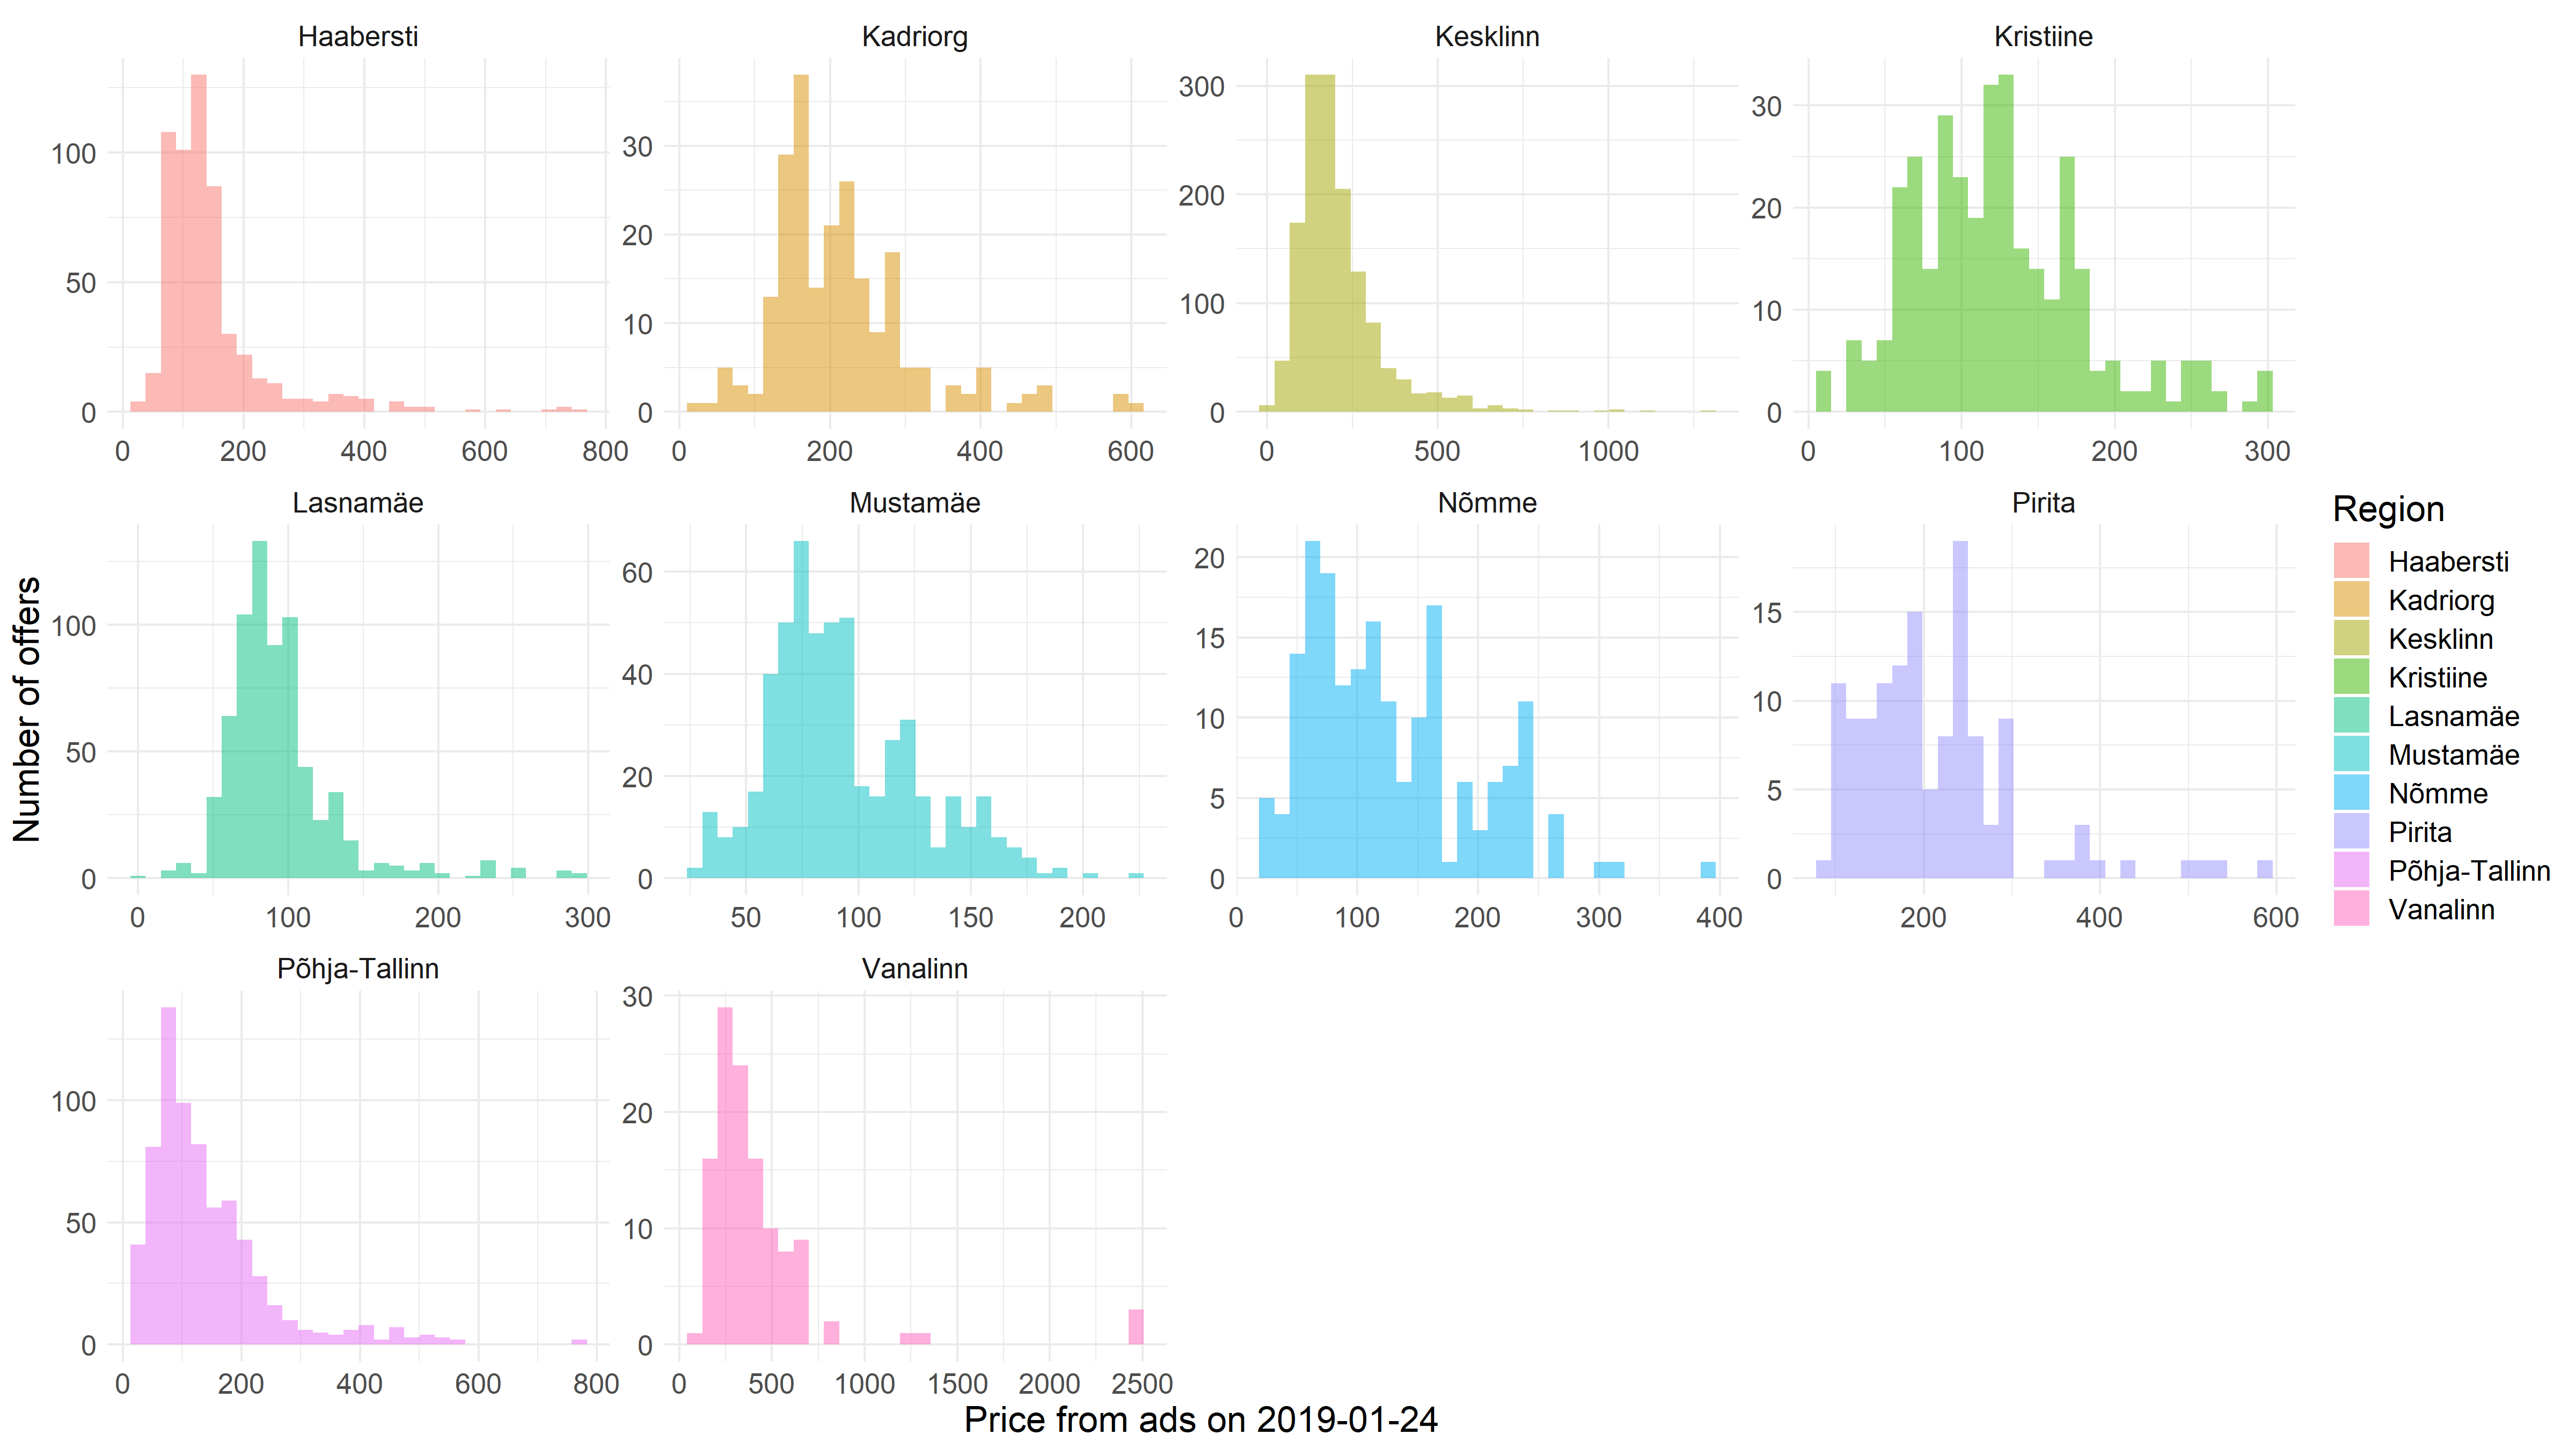 Haabersti Kadriorg Kesklinn Kristiine
100
50
0
0 200 400 600 800
30
20
10
0
0 200 400 600
300
200
100
0
0 500 1000
30
20
10
0
0 100 200 300
Lasnamäe Mustamäe Nõmme Pirita
100
50
0
0 100 200 300
60
40
20
0
50 100 150 200
20
15
10
5
0
0 100 200 300 400
15
10
5
0
200 400 600
Põhja-Tallinn Vanalinn
100
50
0
0 200 400 600 800
30
20
10
0
0 500 1000 1500 2000 2500
Number of offers
Price from ads on 2019-01-24
Region
Haabersti
Kadriorg
Kesklinn
Kristiine
Lasnamäe
Mustamäe
Nõmme
Pirita
Põhja-Tallinn
Vanalinn